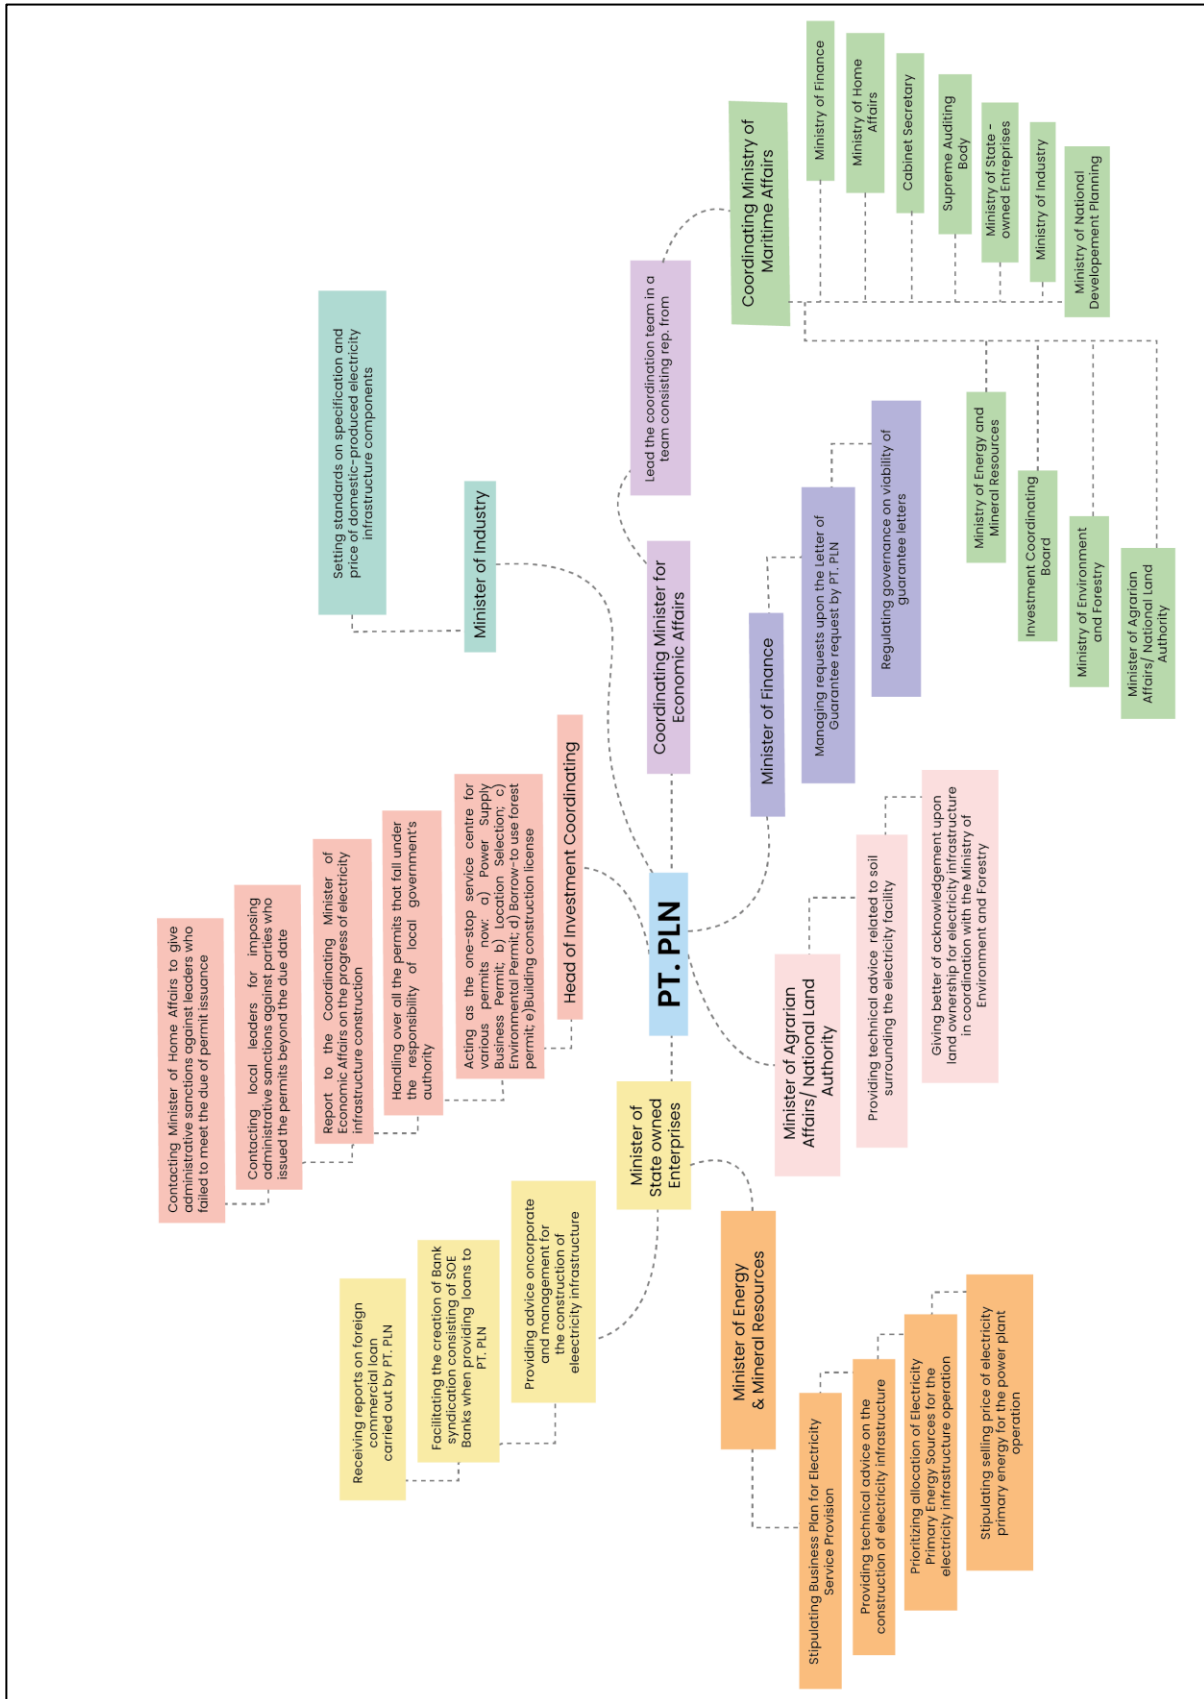 Contacting Minister of Home Affairs to give
administrative sanctions against leaders who
failed to meet the due of permit issuance
Contacting local leaders for imposing
administrative sanctions against parties who
issued the permits beyond the due date
Report to the Coordinating Minister of
Economic Affairs on the progress of electricity
infrastructure construction
Handling over all the permits that fall under
the responsibility of local government's
authority
Acting as the one-stop service centre for
various permits now: a) Power Supply
Business Permit; b) Location Selection; c)
Environmental Permit; d) Borrow-to use forest
permit; e)Building construction license
Head of Investment Coordinating
Setting standards on specification and
price of domestic-produced electricity
infrastructure components
Minister of Industry
Receiving reports on foreign
commercial loan
carried out by PT. PLN
Facilitating the creation of Bank
syndication consisting of SOE
Banks when providing loans to
PT. PLN
Providing advice oncorporate
and management for
the construction of
eleectricity infrastructure
Minister of
State owned
Enterprises
PT. PLN
Coordinating Minister for
Economic Affairs
Lead the coordination team in a
team consisting rep. from
Coordinating Ministry of
Maritime Affairs
Ministry of Finance
Ministry of Home
Affairs
Cabinet Secretary
Supreme Auditing
Body
Ministry of State -
owned Entreprises
Ministry of Industry
Ministry of National
Developement Planning
Ministry of Energy and
Mineral Resources
Investment Coordinating
Board
Ministry of Environment
and Forestry
Minister of Agrarian
Affairs/ National Land
Authority
Minister of Energy
& Mineral Resources
Stipulating Business Plan for Electricity
Service Provision
Providing technical advice on the
construction of electricity infrastructure
Prioritizing allocation of Electricity
Primary Energy Sources for the
electricity infrastructure operation
Stipulating selling price of electricity
primary energy for the power plant
operation
Minister of Agrarian
Affairs/ National Land
Authority
Providing technical advice related to soil
surrounding the electricity facility
Giving better of acknowledgement upon
land ownership for electricity infrastructure
in coordination with the Ministry of
Environment and Forestry
Minister of Finance
Managing requests upon the Letter of
Guarantee request by PT. PLN
Regulating governance on viability of
guarantee letters